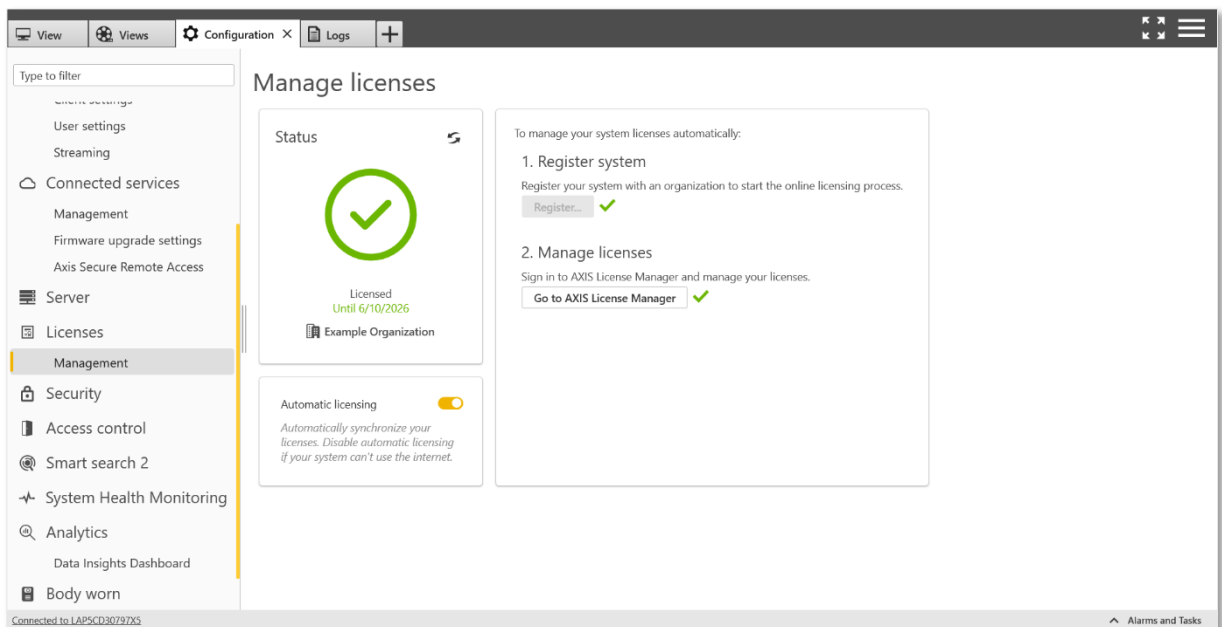 View
Views
Configuration
Logs
Type to filter
Client settings
User settings
Streaming
Connected services
Management
Firmware upgrade settings
Axis Secure Remote Access
Server
Licenses
Management
Security
Access control
Smart search 2
System Health Monitoring
Analytics
Data Insights Dashboard
Body worn
Manage licenses
Status
Licensed
Until 6/10/2026
Example Organization
Automatic licensing
Automatically synchronize your
licenses. Disable automatic licensing
if your system can't use the internet.
To manage your system licenses automatically:
1. Register system
Register your system with an organization to start the online licensing process.
Register...
2. Manage licenses
Sign in to AXIS License Manager and manage your licenses.
Go to AXIS License Manager
Connected to LAP5CD30797X5
Alarms and Tasks